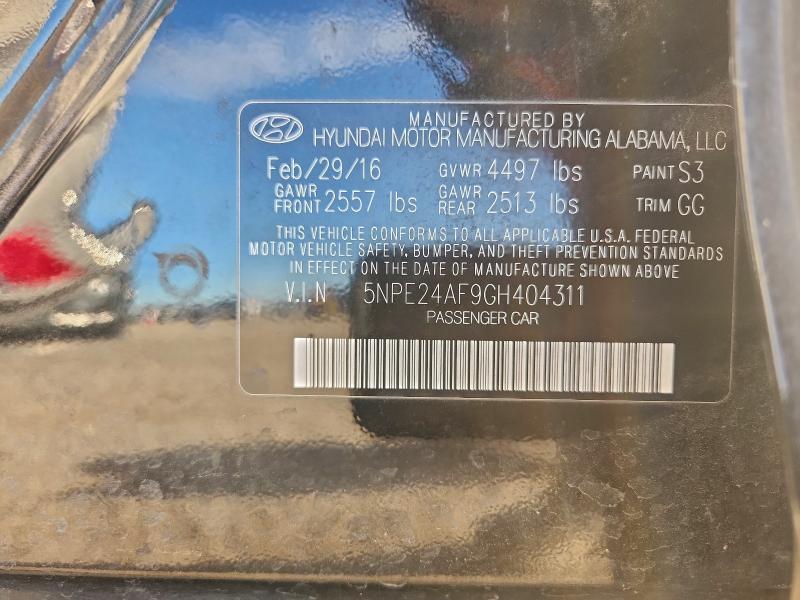 MANUFACTURED BY
HYUNDAI MOTOR MANUFACTURING ALABAMA, LLC
Feb/29/16 GVWR 4497 lbs PAINT S3
GAWR FRONT 2557 lbs GAWR REAR 2513 lbs TRIM GG
THIS VEHICLE CONFORMS TO ALL APPLICABLE U.S.A. FEDERAL
MOTOR VEHICLE SAFETY, BUMPER, AND THEFT PREVENTION STANDARDS
IN EFFECT ON THE DATE OF MANUFACTURE SHOWN ABOVE
V.I.N 5NPE24AF9GH404311
PASSENGER CAR